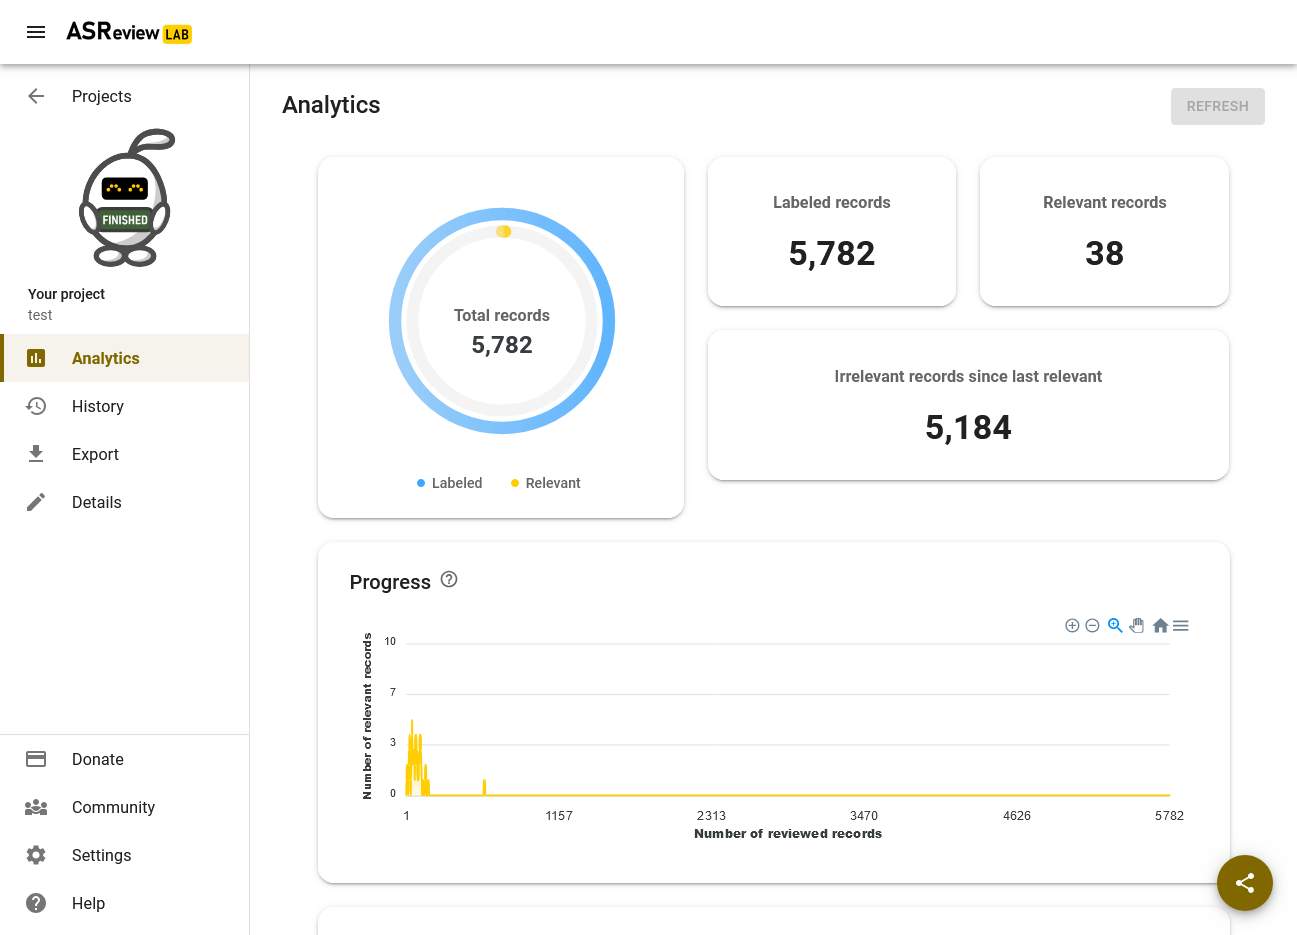 ASReview LAB
Projects
FINISHED
Your project
test
Analytics
History
Export
Details
Donate
Community
Settings
Help
Analytics
REFRESH
Total records
5,782
Labeled
Relevant
Labeled records
5,782
Relevant records
38
Irrelevant records since last relevant
5,184
Progress
?
Number of relevant records
10
7
3
0
1
1157
2313
3470
4626
5782
Number of reviewed records